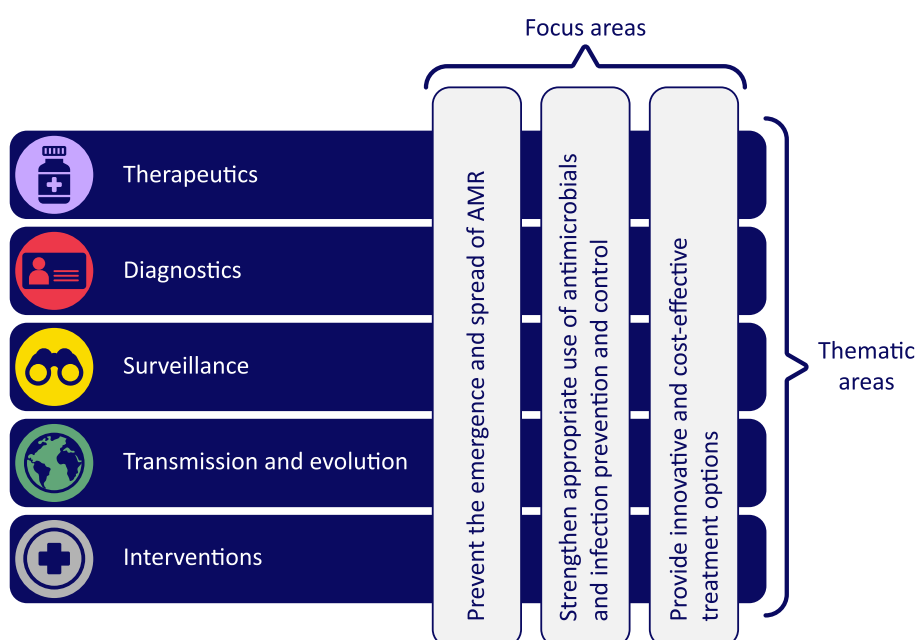 Focus areas
Therapeutics
Diagnostics
Surveillance
Transmission and evolution
Interventions
Prevent the emergence and spread of AMR
Strengthen appropriate use of antimicrobials
and infection prevention and control
Provide innovative and cost-effective
treatment options
Thematic
areas